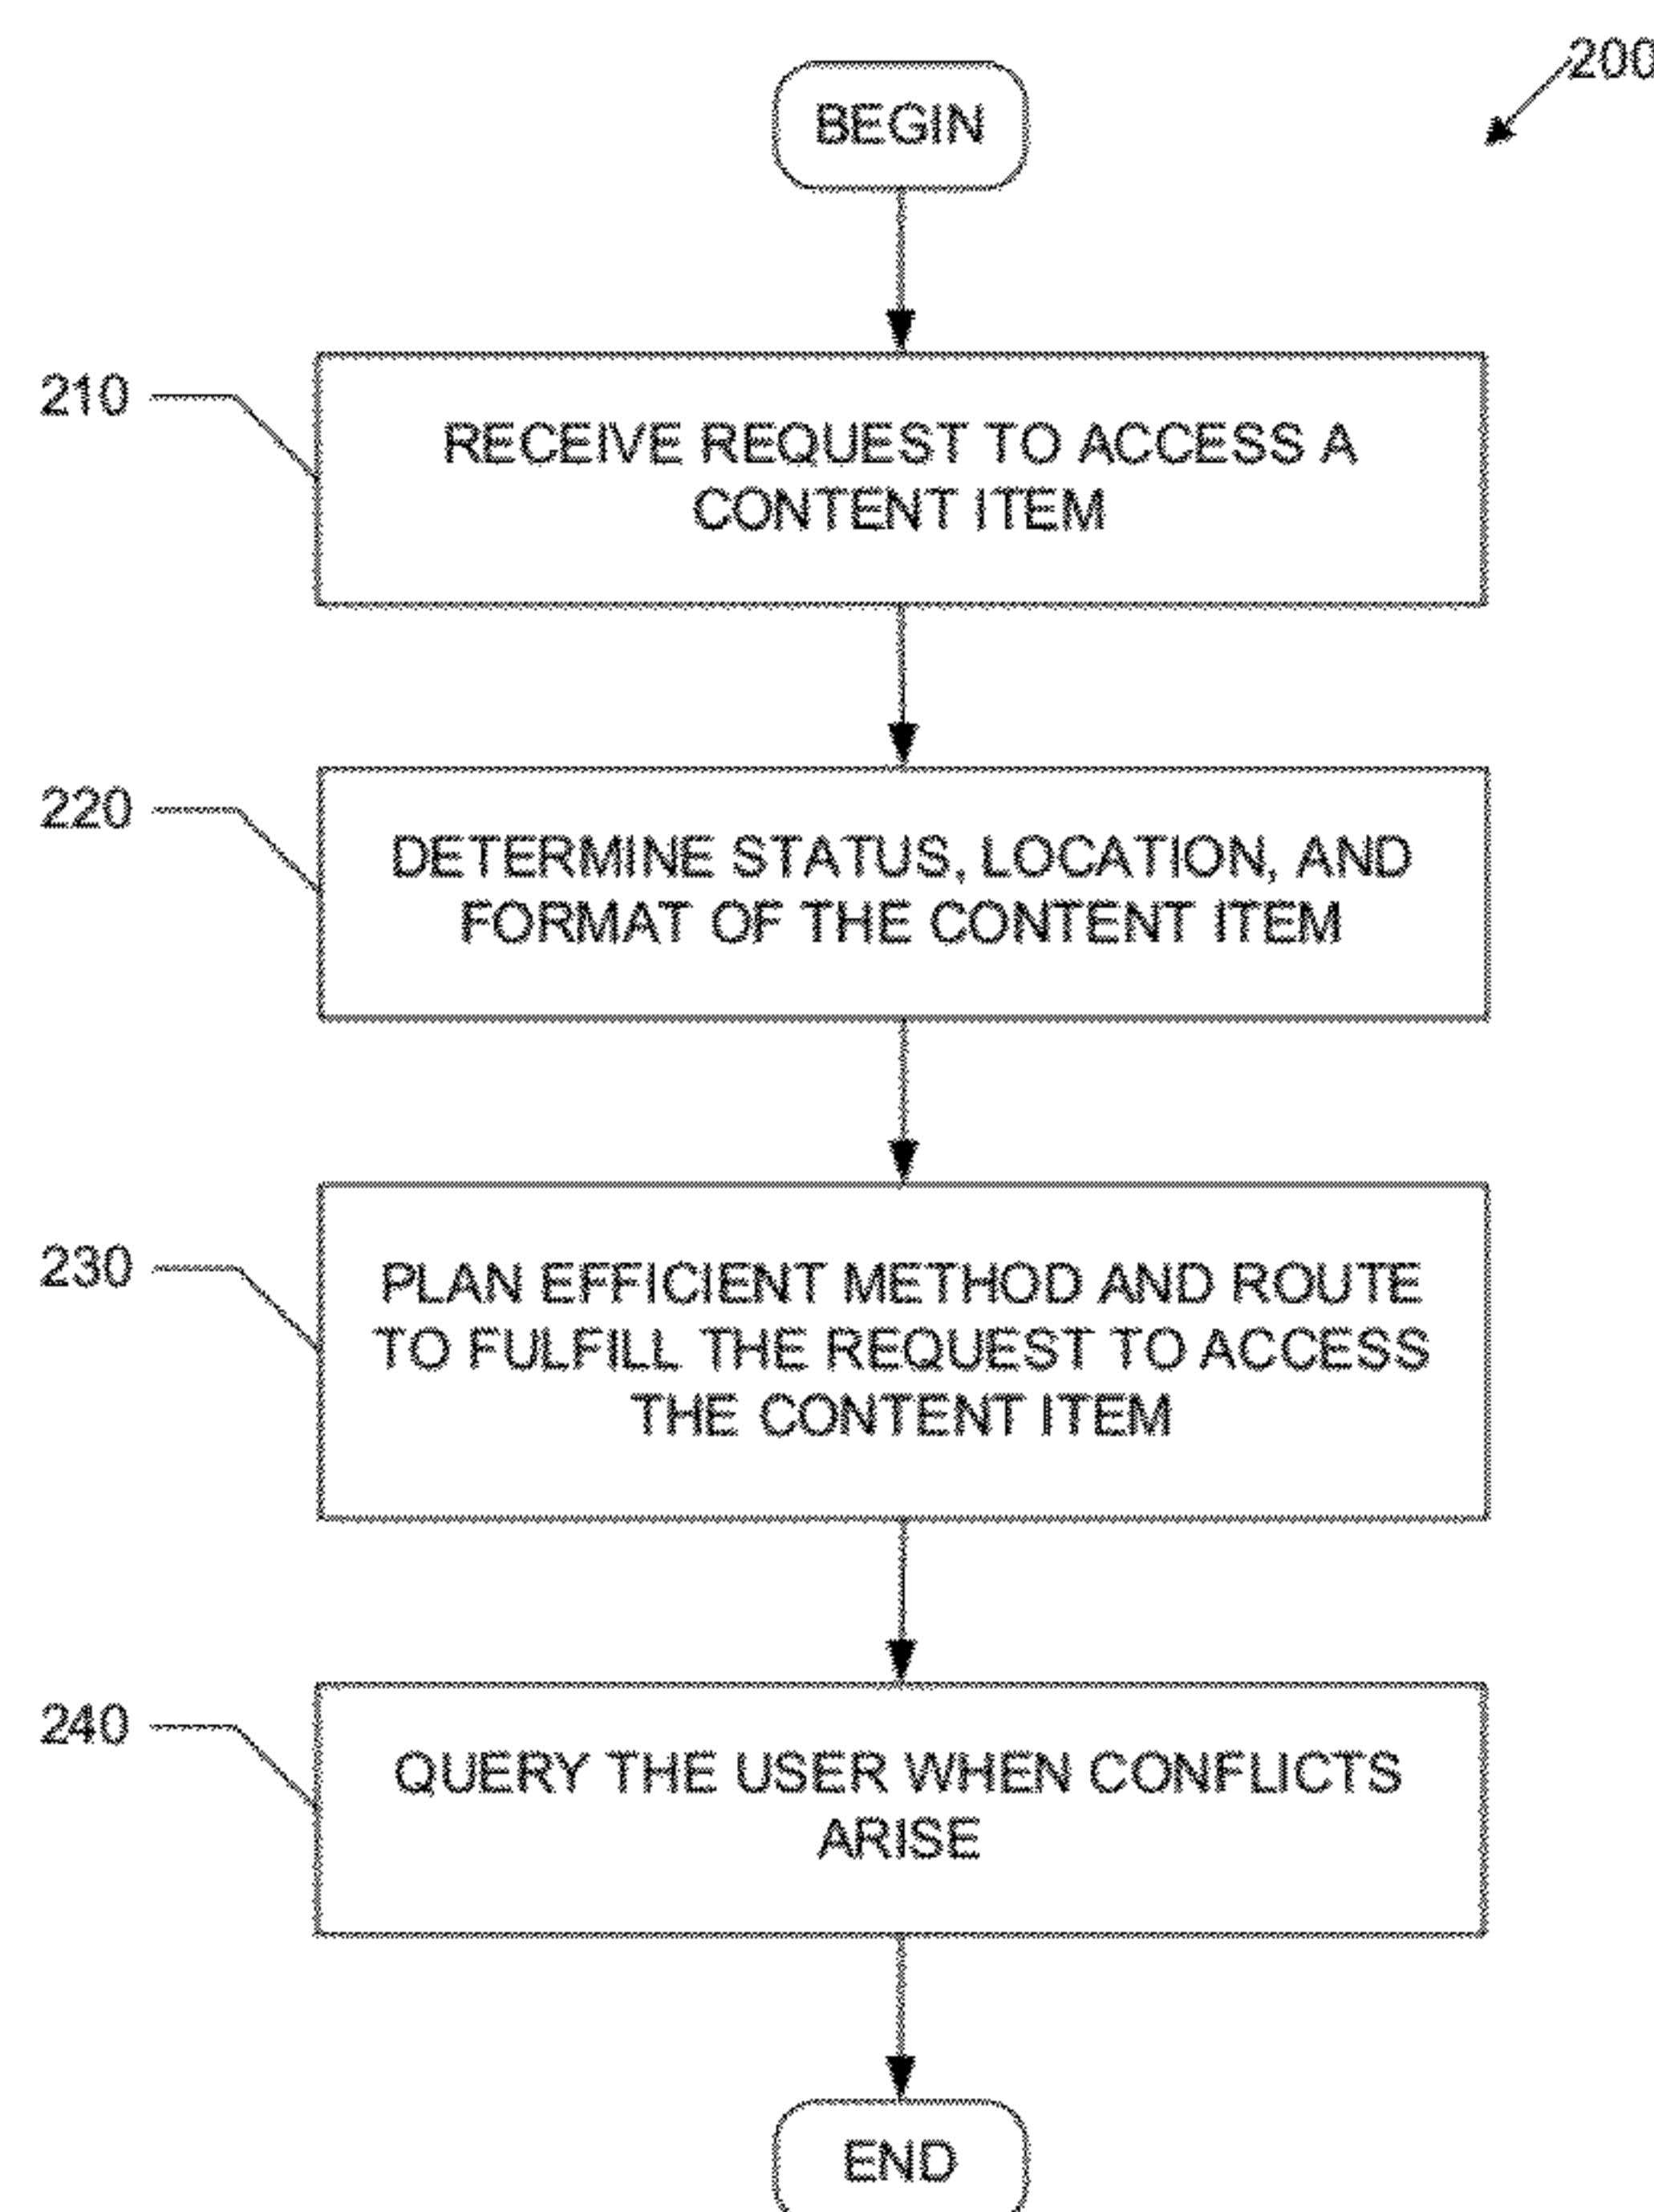 200
BEGIN
210
RECEIVE REQUEST TO ACCESS A
CONTENT ITEM
220
DETERMINE STATUS, LOCATION, AND
FORMAT OF THE CONTENT ITEM
230
PLAN EFFICIENT METHOD AND ROUTE
TO FULFILL THE REQUEST TO ACCESS
THE CONTENT ITEM
240
QUERY THE USER WHEN CONFLICTS
ARISE
END